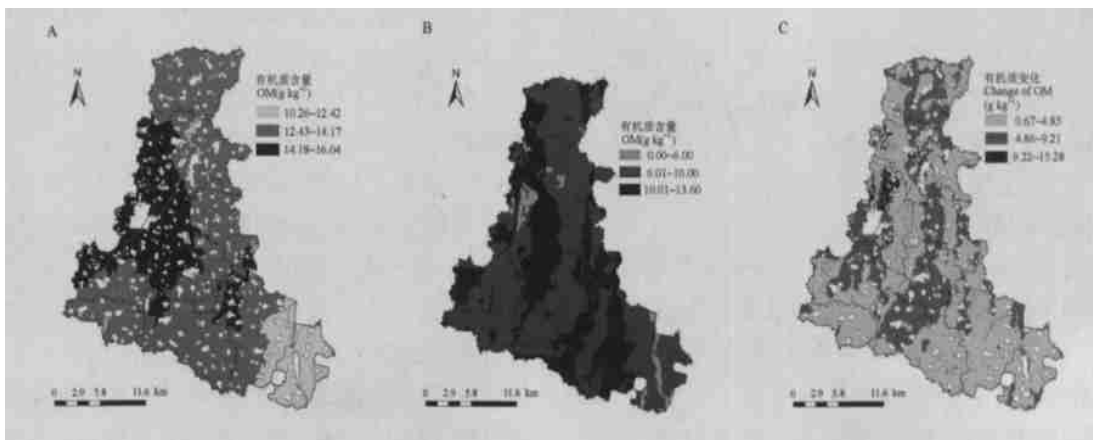 A
N
有机质含量
OM(g kg⁻¹)
10.26~12.42
12.43~14.17
14.18~16.04
0 2.9 5.8 11.6 km
B
N
有机质含量
OM(g kg⁻¹)
0.00~6.00
6.01~10.00
10.01~13.60
0 2.9 5.8 11.6 km
C
N
有机质变化
Change of OM
(g kg⁻¹)
0.67~4.85
4.86~9.21
9.22~15.28
0 2.9 5.8 11.6 km